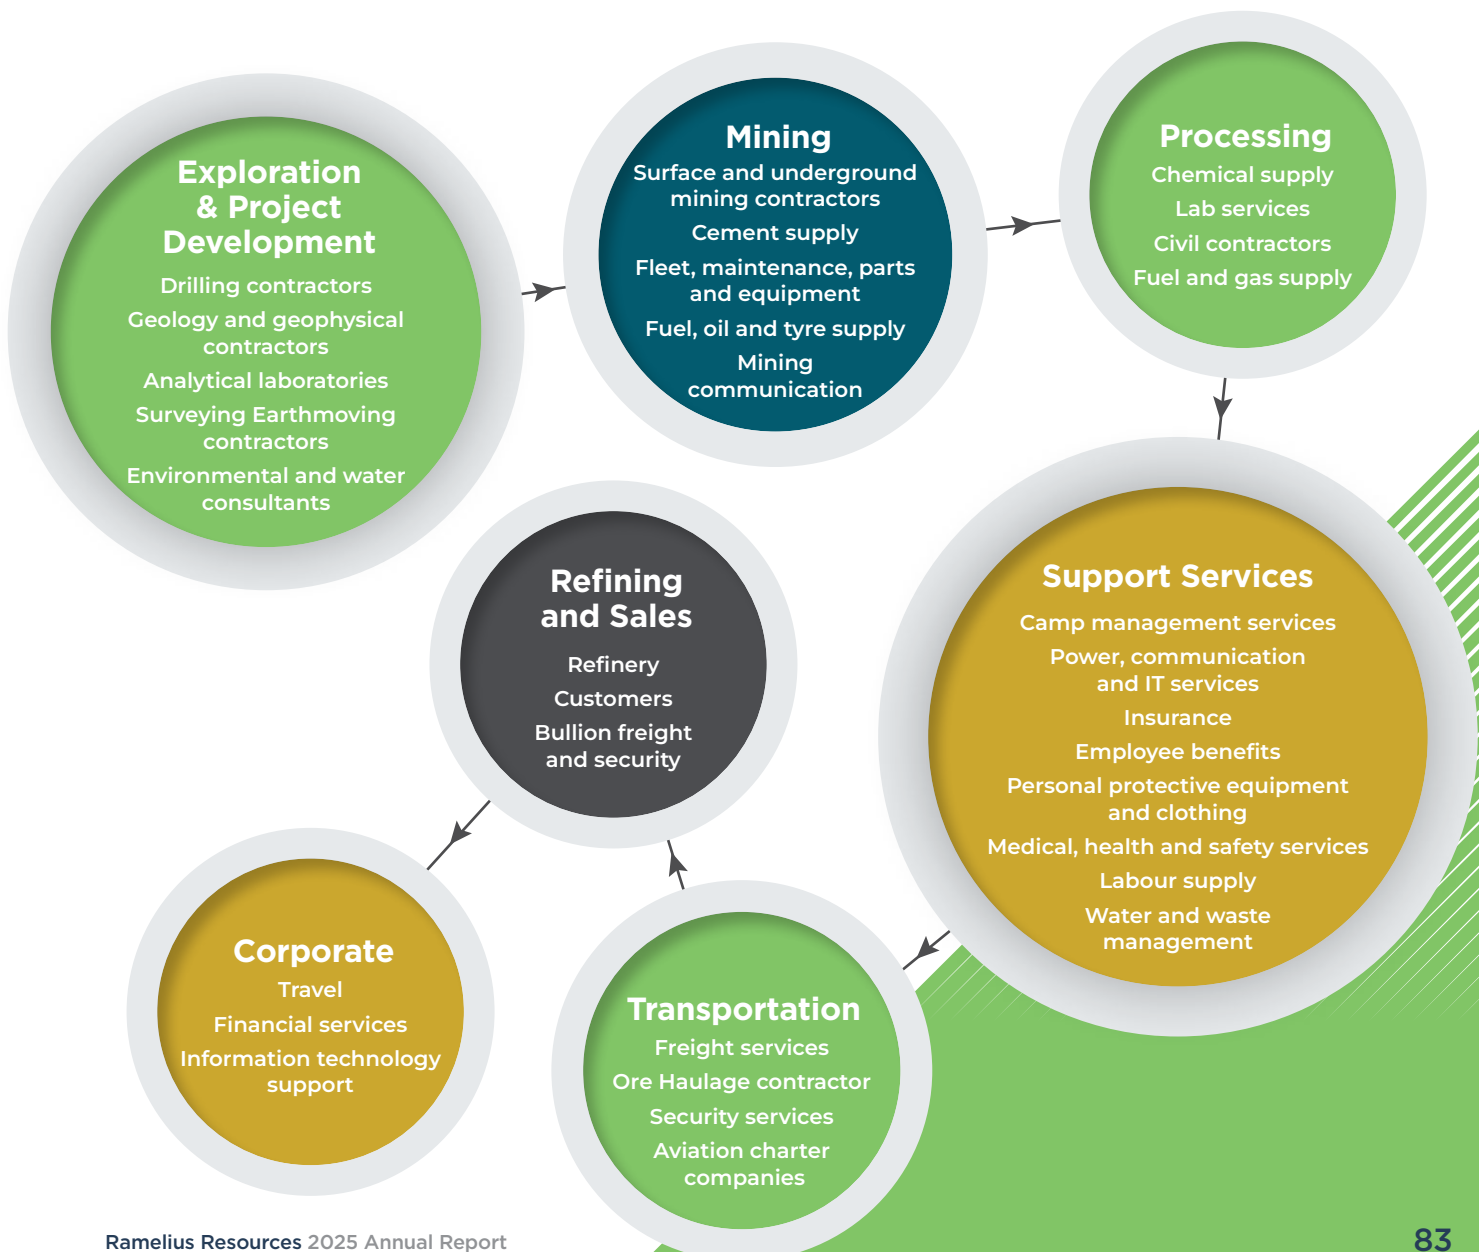 Exploration
& Project
Development
Drilling contractors
Geology and geophysical
contractors
Analytical laboratories
Surveying Earthmoving
contractors
Environmental and water
consultants
Mining
Surface and underground
mining contractors
Cement supply
Fleet, maintenance, parts
and equipment
Fuel, oil and tyre supply
Mining
communication
Processing
Chemical supply
Lab services
Civil contractors
Fuel and gas supply
Support Services
Camp management services
Power, communication
and IT services
Insurance
Employee benefits
Personal protective equipment
and clothing
Medical, health and safety services
Labour supply
Water and waste
management
Transportation
Freight services
Ore Haulage contractor
Security services
Aviation charter
companies
Refining
and Sales
Refinery
Customers
Bullion freight
and security
Corporate
Travel
Financial services
Information technology
support
Ramelius Resources 2025 Annual Report
83